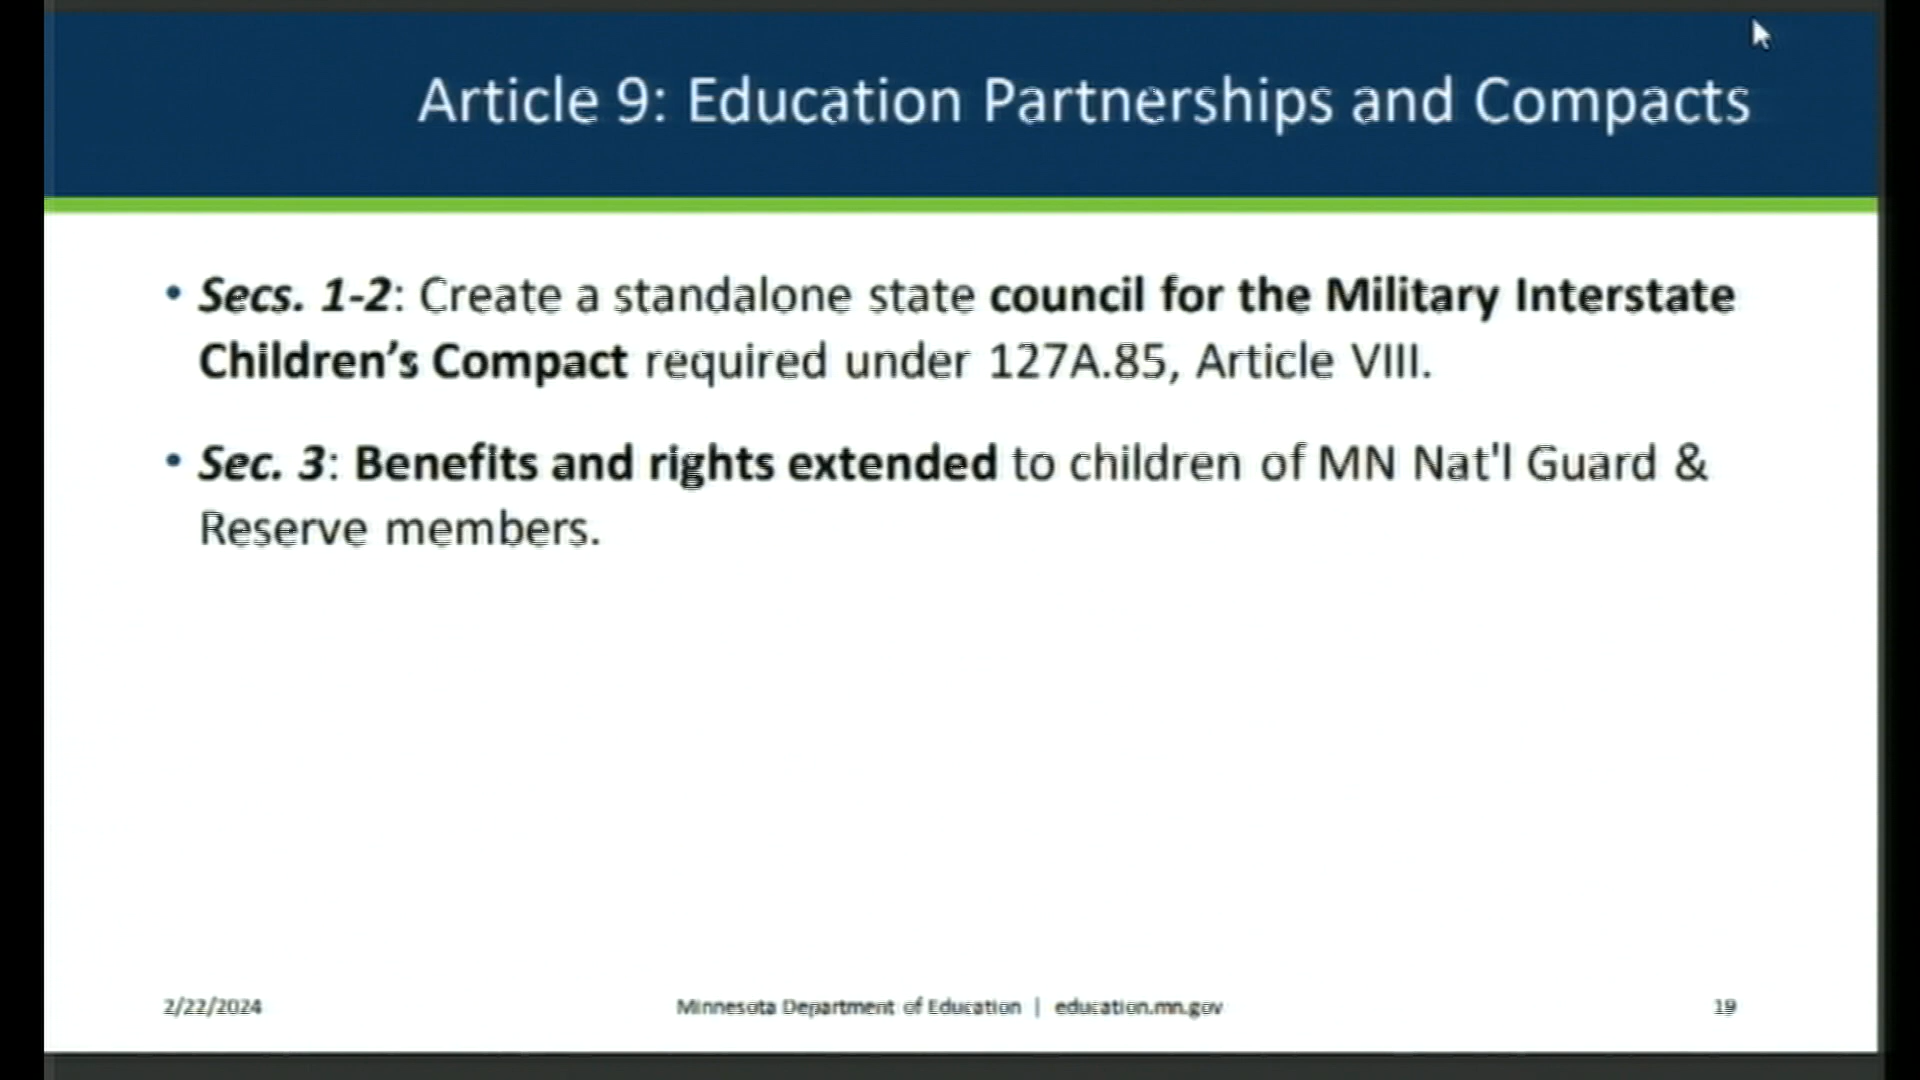 Article 9: Education Partnerships and Compacts
• Secs. 1-2: Create a standalone state council for the Military Interstate
Children’s Compact required under 127A.85, Article VIII.
• Sec. 3: Benefits and rights extended to children of MN Nat'l Guard &
Reserve members.
2/22/2024 Minnesota Department of Education | education.mn.gov 19